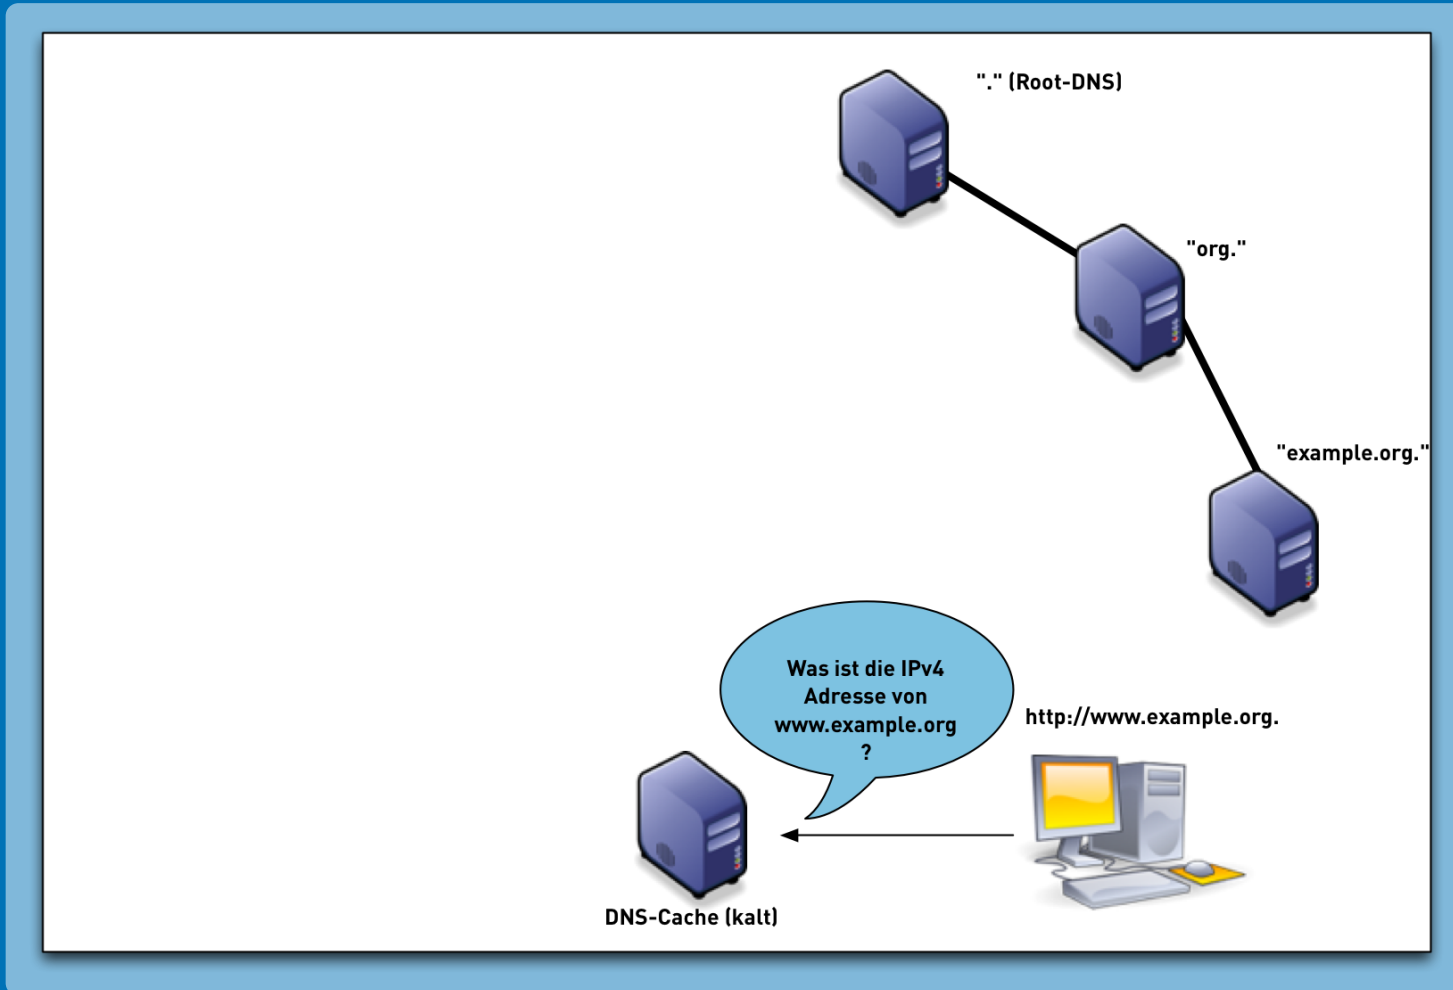 "." (Root-DNS)
"org."
"example.org."
Was ist die IPv4
Adresse von
www.example.org
?
http://www.example.org.
DNS-Cache (kalt)